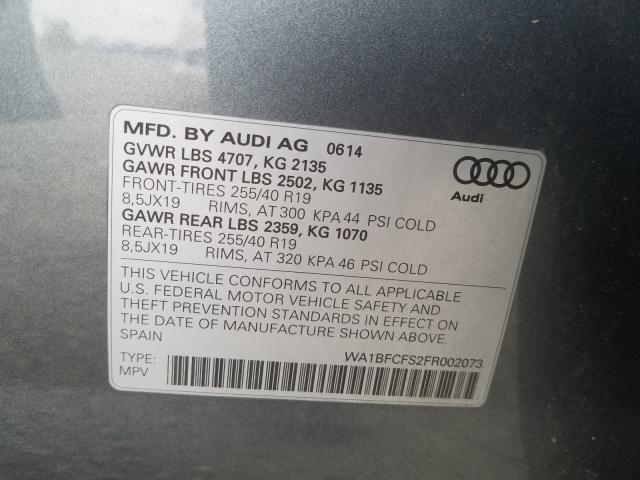 MFD. BY AUDI AG 0614
GVWR LBS 4707, KG 2135
GAWR FRONT LBS 2502, KG 1135
FRONT-TIRES 255/40 R19
8,5JX19 RIMS, AT 300 KPA 44 PSI COLD
GAWR REAR LBS 2359, KG 1070
REAR-TIRES 255/40 R19
8,5JX19 RIMS, AT 320 KPA 46 PSI COLD
Audi
THIS VEHICLE CONFORMS TO ALL APPLICABLE
U.S. FEDERAL MOTOR VEHICLE SAFETY AND
THEFT PREVENTION STANDARDS IN EFFECT ON
THE DATE OF MANUFACTURE SHOWN ABOVE.
SPAIN
WA1BFCFS2FR002073
TYPE:
MPV